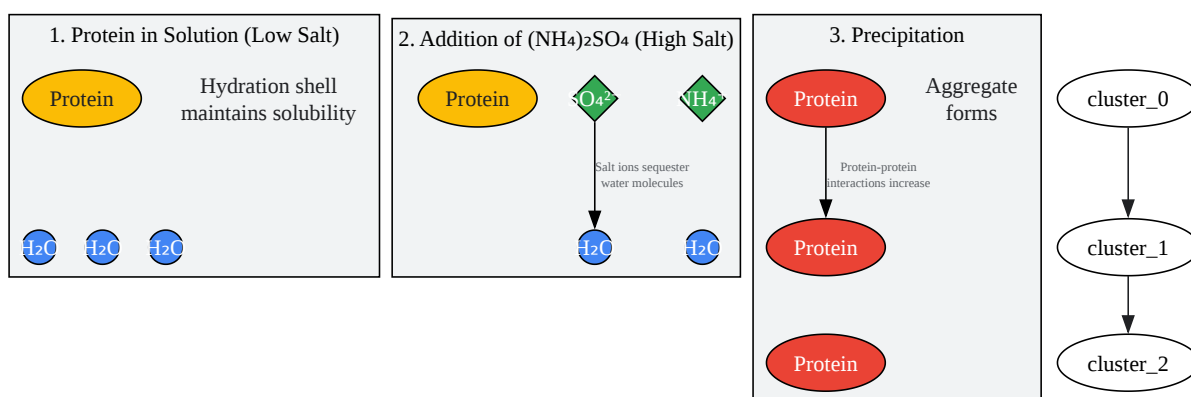 1. Protein in Solution (Low Salt)
Protein
Hydration shell
maintains solubility
H₂O
H₂O
H₂O
2. Addition of (NH₄)₂SO₄ (High Salt)
Protein
SO₄²⁻
NH₄⁺
Salt ions sequester
water molecules
H₂O
H₂O
3. Precipitation
Protein
Aggregate
forms
Protein-protein
interactions increase
Protein
Protein
cluster_0
cluster_1
cluster_2